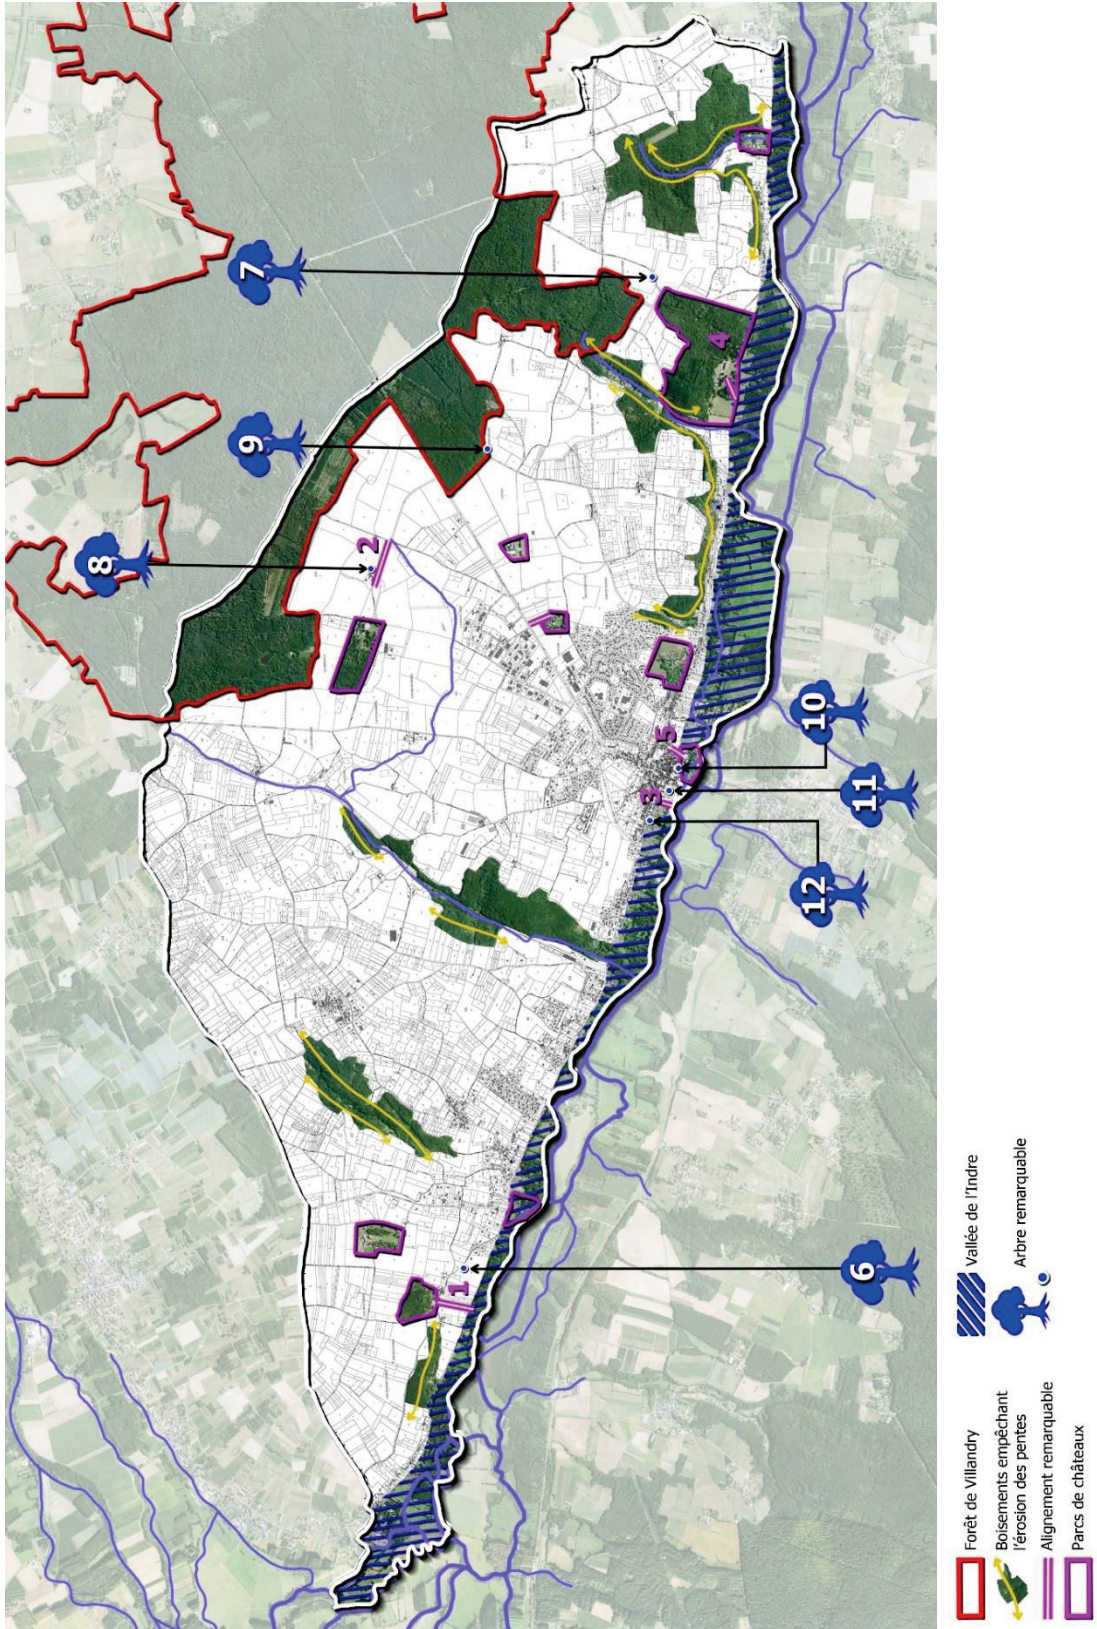 7
9
8
2
4
5
3
10
11
12
1
6
Forêt de Villandry
Boisements empêchant
l'érosion des pentes
Alignement remarquable
Parcs de châteaux
Vallée de l'Indre
Arbre remarquable